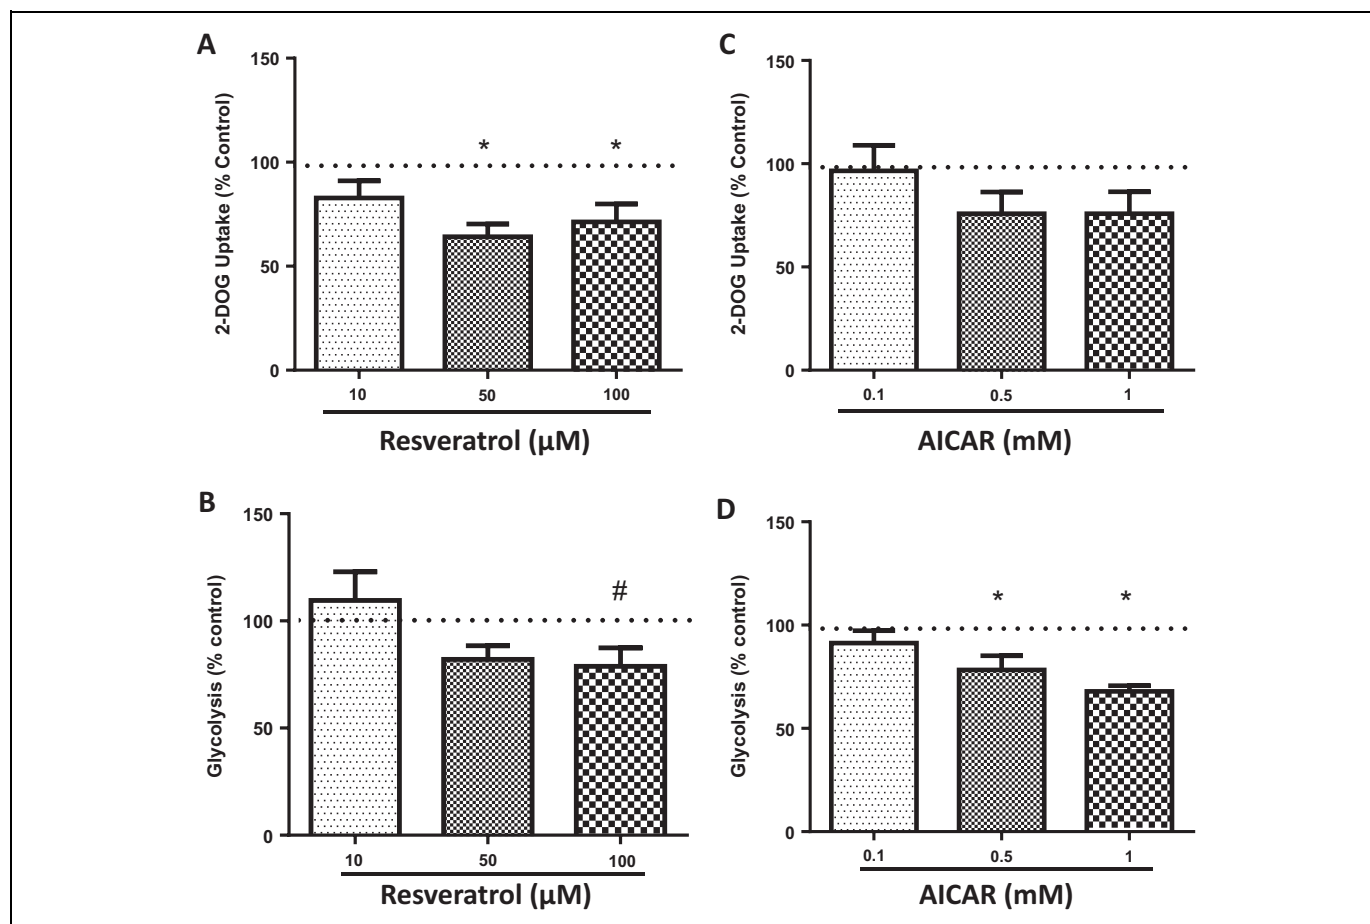 A
150
100
50
0
2-DOG Uptake (% Control)
*
*
10
50
100
Resveratrol (μM)
C
150
100
50
0
2-DOG Uptake (% Control)
0.1
0.5
1
AICAR (mM)
B
150
100
50
0
Glycolysis (% control)
#
10
50
100
Resveratrol (μM)
D
150
100
50
0
Glycolysis (% control)
*
*
0.1
0.5
1
AICAR (mM)